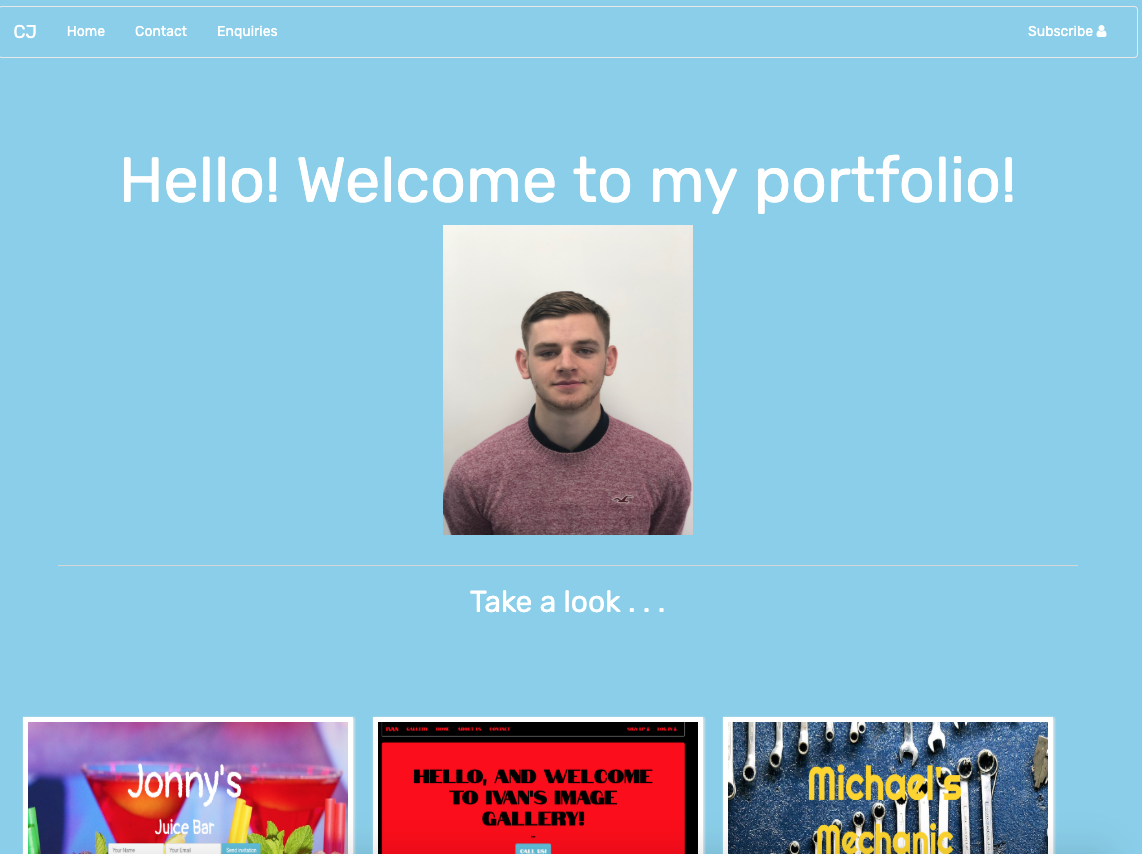 CJ Home Contact Enquiries Subscribe
Hello! Welcome to my portfolio!
Take a look . . .
Jonny's
Juice Bar
Your Name Your Email Send Invitation
IVAN GALLERY HOME ABOUT US CONTACT SIGN UP LOG IN
HELLO, AND WELCOME
TO IVAN'S IMAGE
GALLERY!
CALL US!
Michael's
Mechanic